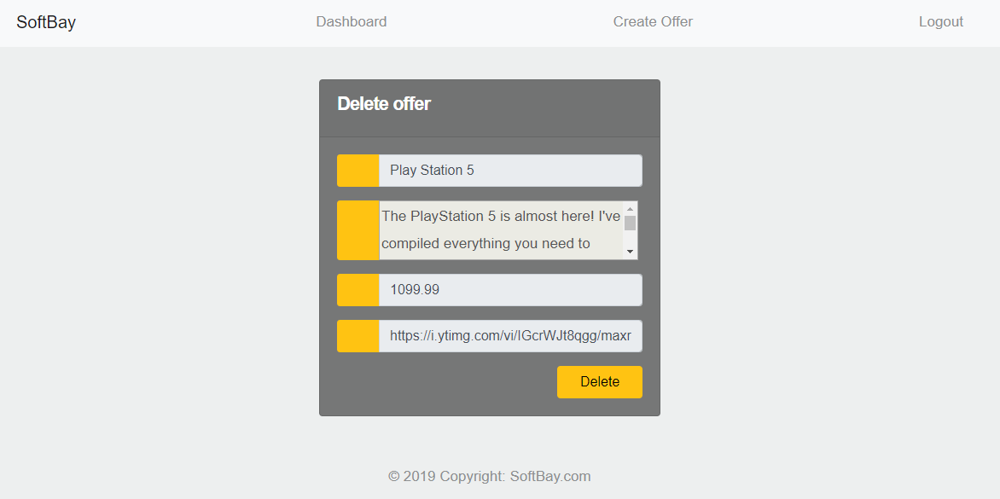 SoftBay Dashboard Create Offer Logout
Delete offer
Play Station 5
The PlayStation 5 is almost here! I've
compiled everything you need to
1099.99
https://i.ytimg.com/vi/IGcrWJt8qgg/maxr
Delete
© 2019 Copyright: SoftBay.com